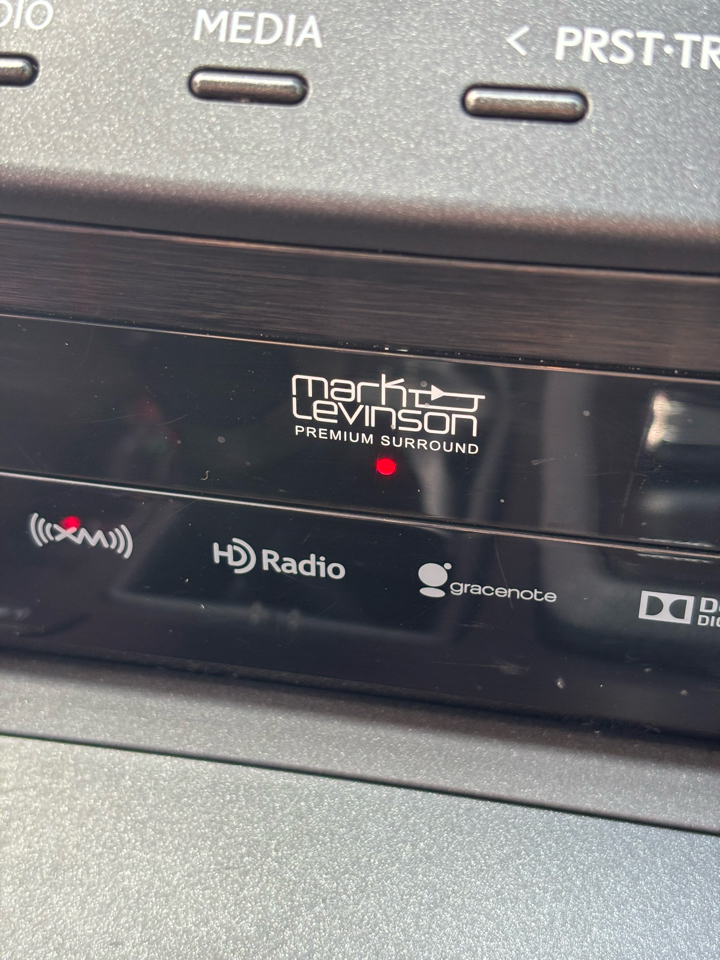 MEDIA
< PRST·TR
mark
Levinson
PREMIUM SURROUND
XM
HD Radio
gracenote